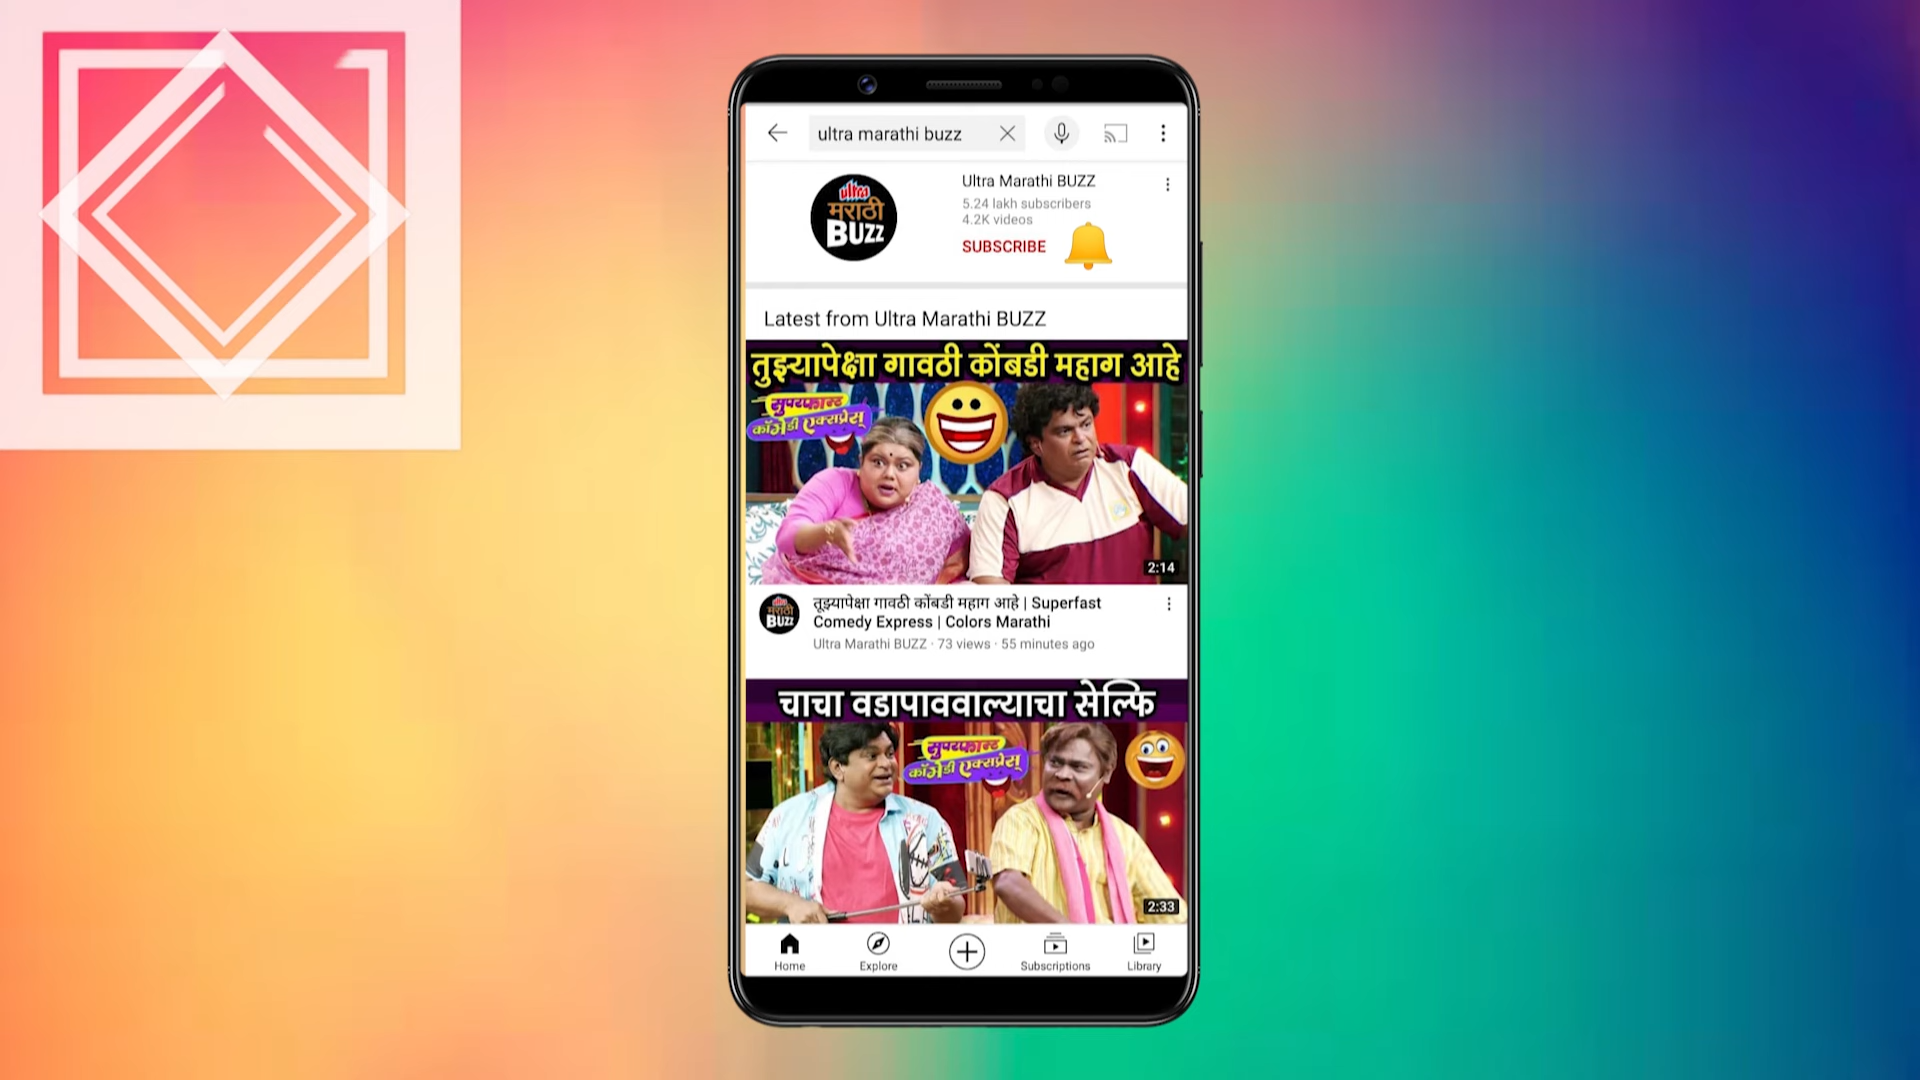 ultra marathi buzz
ultra
मराठी
BUZZ
Ultra Marathi BUZZ
5.24 lakh subscribers
4.2K videos
SUBSCRIBE
Latest from Ultra Marathi BUZZ
तुझ्यापेक्षा गावठी कोंबडी महाग आहे
सुपरफास्ट
कॉमेडी एक्सप्रेस्
2:14
ultra
मराठी
BUZZ
तूझ्यापेक्षा गावठी कोंबडी महाग आहे | Superfast
Comedy Express | Colors Marathi
Ultra Marathi BUZZ · 73 views · 55 minutes ago
चाचा वडापाववाल्याचा सेल्फि
सुपरफास्ट
कॉमेडी एक्सप्रेस्
2:33
Home
Explore
Subscriptions
Library